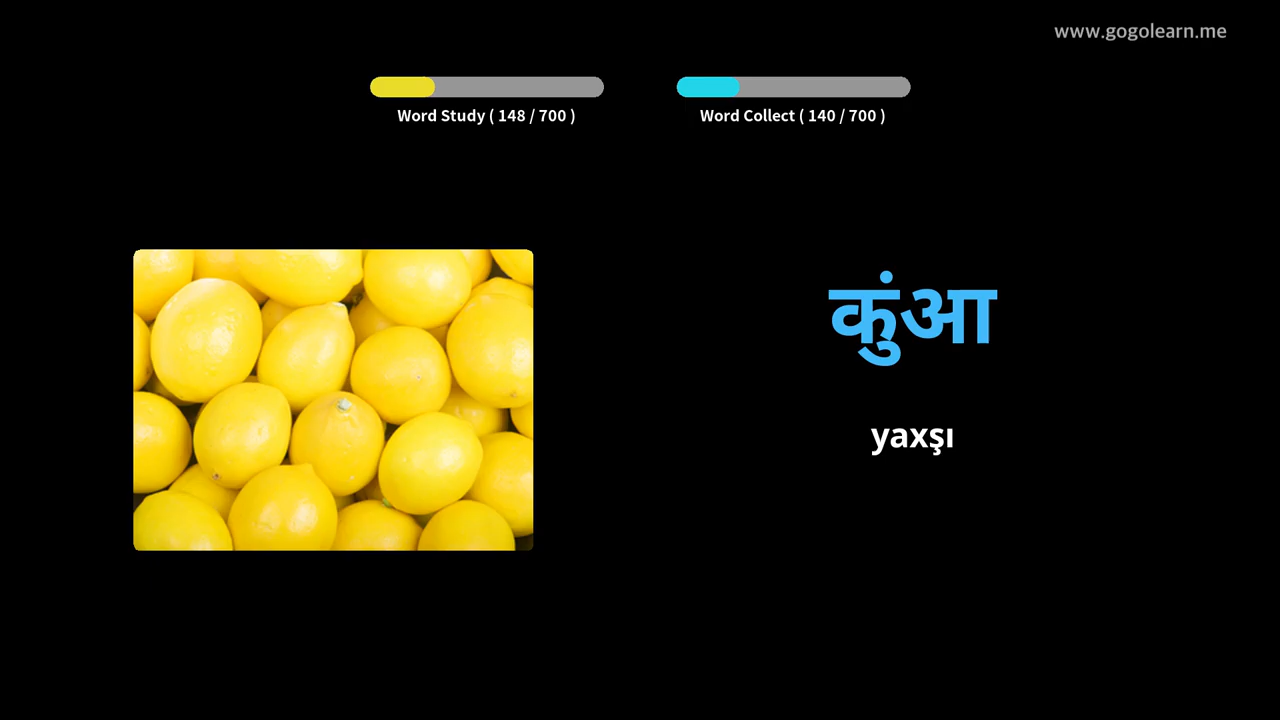 www.gogolearn.me
Word Study ( 148 / 700 )
Word Collect ( 140 / 700 )
कुंआ
yaxşı